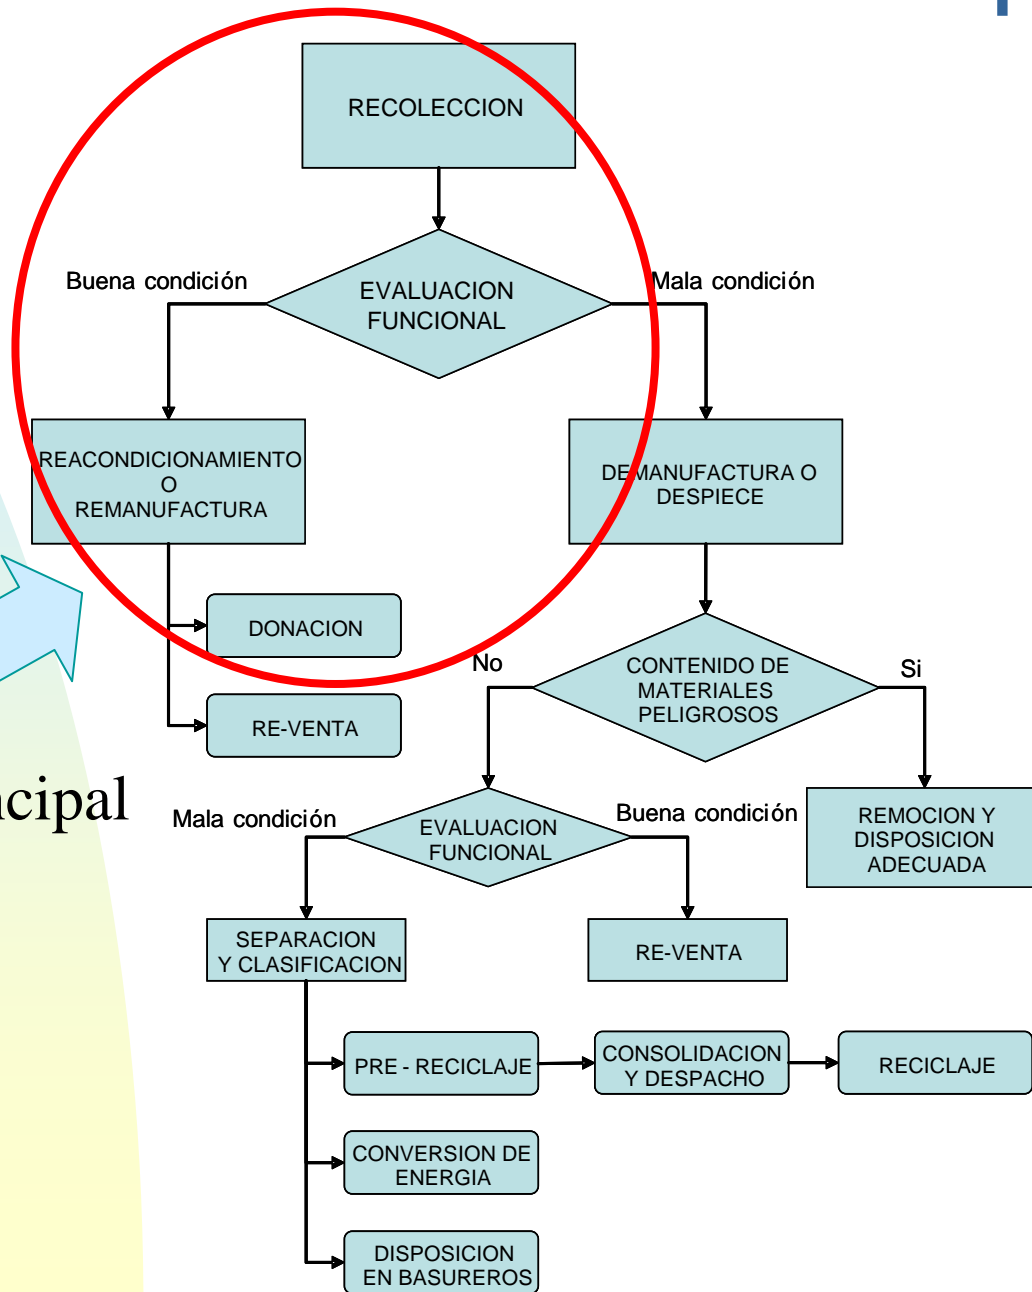 RECOLECCION
Buena condición
EVALUACION
FUNCIONAL
Mala condición
REACONDICIONAMIENTO
O
REMANUFACTURA
DEMANUFACTURA O
DESPIECE
DONACION
RE-VENTA
No
CONTENIDO DE
MATERIALES
PELIGROSOS
Si
ncipal
Mala condición
EVALUACION
FUNCIONAL
Buena condición
REMOCION Y
DISPOSICION
ADECUADA
SEPARACION
Y CLASIFICACION
RE-VENTA
PRE - RECICLAJE
CONSOLIDACION
Y DESPACHO
RECICLAJE
CONVERSION DE
ENERGIA
DISPOSICION
EN BASUREROS